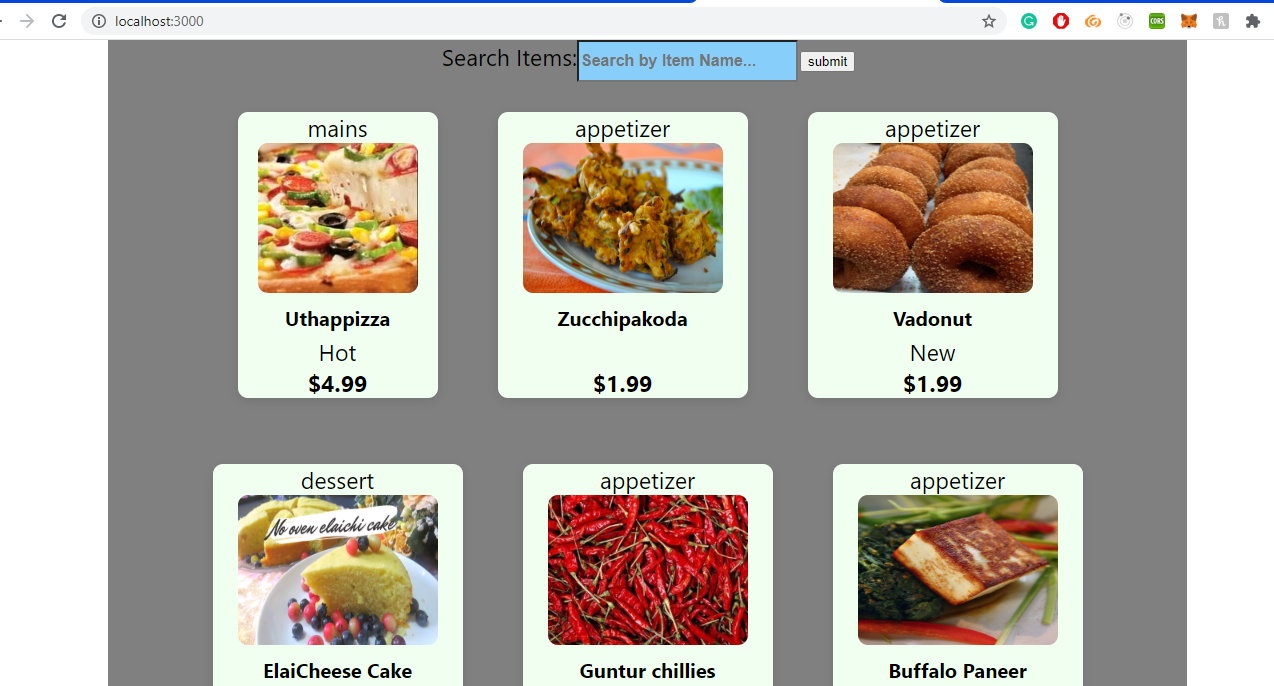 localhost:3000
Search Items: Search by Item Name... submit
mains
Uthappizza
Hot
$4.99
appetizer
Zucchipakoda
$1.99
appetizer
Vadonut
New
$1.99
dessert
No oven elaichi cake
ElaiCheese Cake
appetizer
Guntur chillies
appetizer
Buffalo Paneer